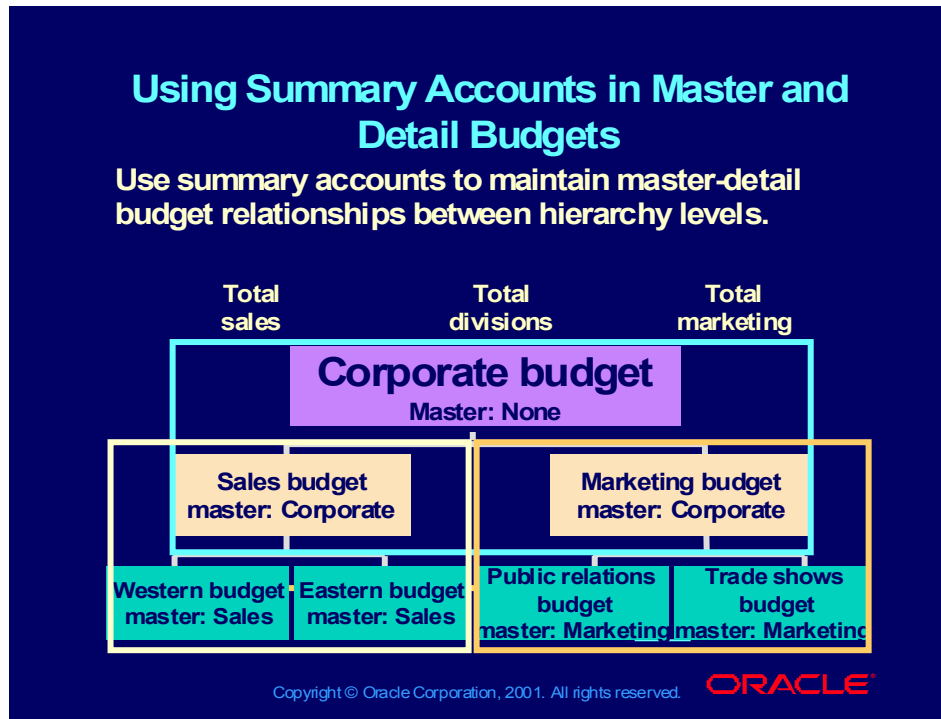 Using Summary Accounts in Master and
Detail Budgets
Use summary accounts to maintain master-detail
budget relationships between hierarchy levels.
Total
sales
Total
divisions
Total
marketing
Corporate budget
Master: None
Sales budget
master: Corporate
Marketing budget
master: Corporate
Western budget
master: Sales
Eastern budget
master: Sales
Public relations
budget
master: Marketing
Trade shows
budget
master: Marketing
Copyright © Oracle Corporation, 2001. All rights reserved.
ORACLE®